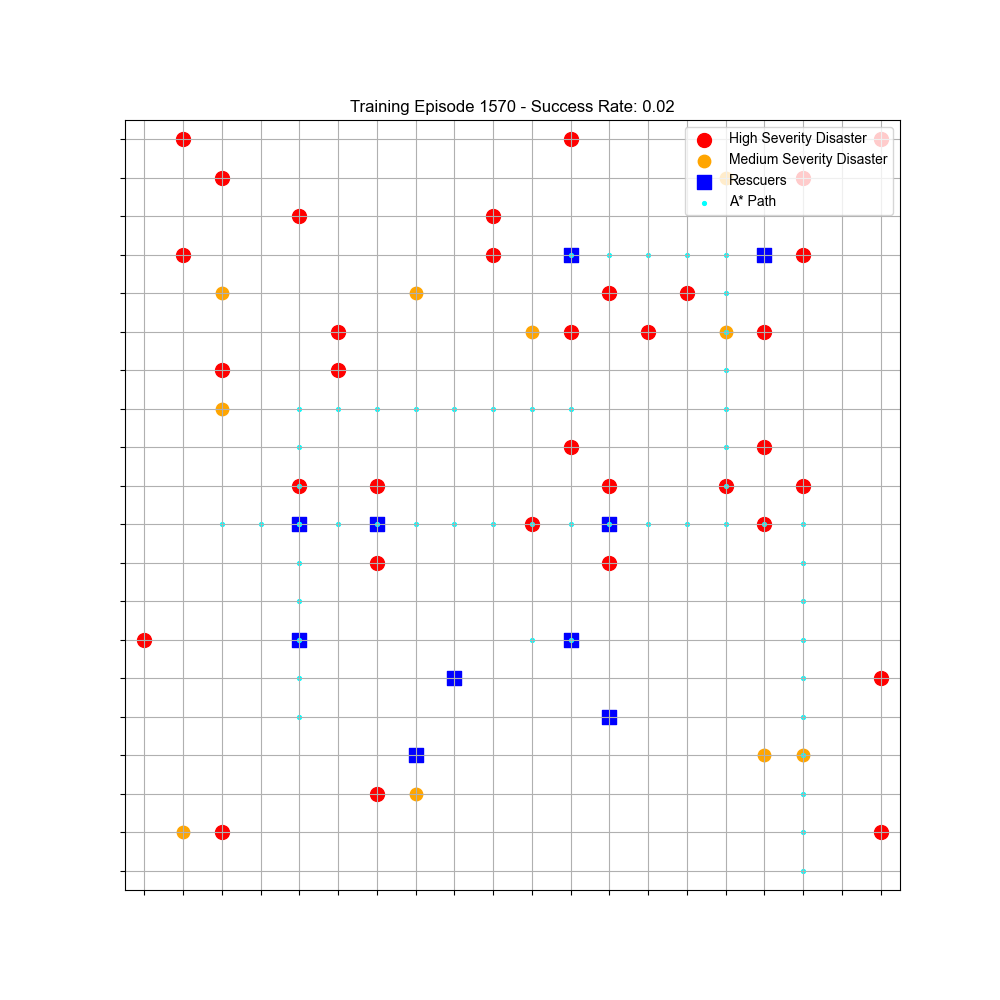 Training Episode 1570 - Success Rate: 0.02
High Severity Disaster
Medium Severity Disaster
Rescuers
A* Path